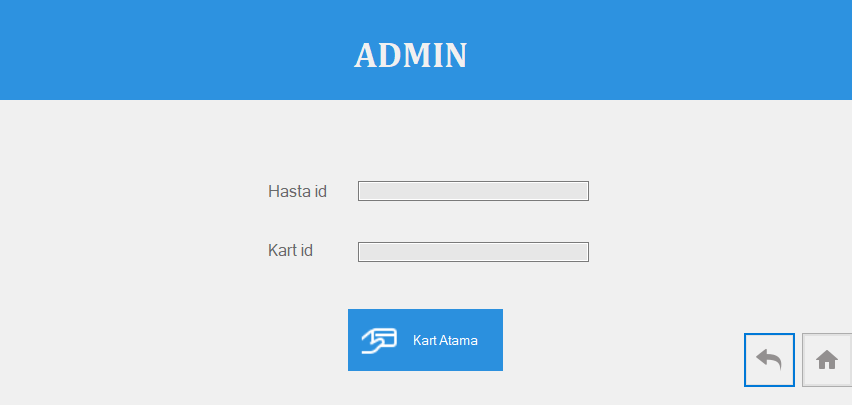 ADMIN
Hasta id
Kart id
Kart Atama